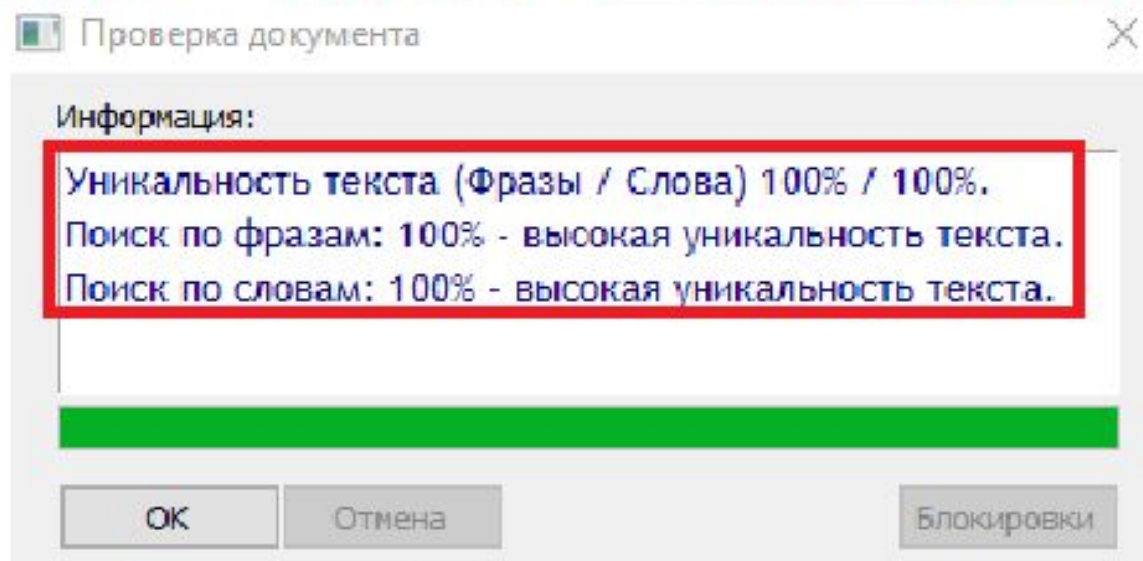 Проверка документа
Информация:
Уникальность текста (Фразы / Слова) 100% / 100%.
Поиск по фразам: 100% - высокая уникальность текста.
Поиск по словам: 100% - высокая уникальность текста.
ОК
Отмена
Блокировки